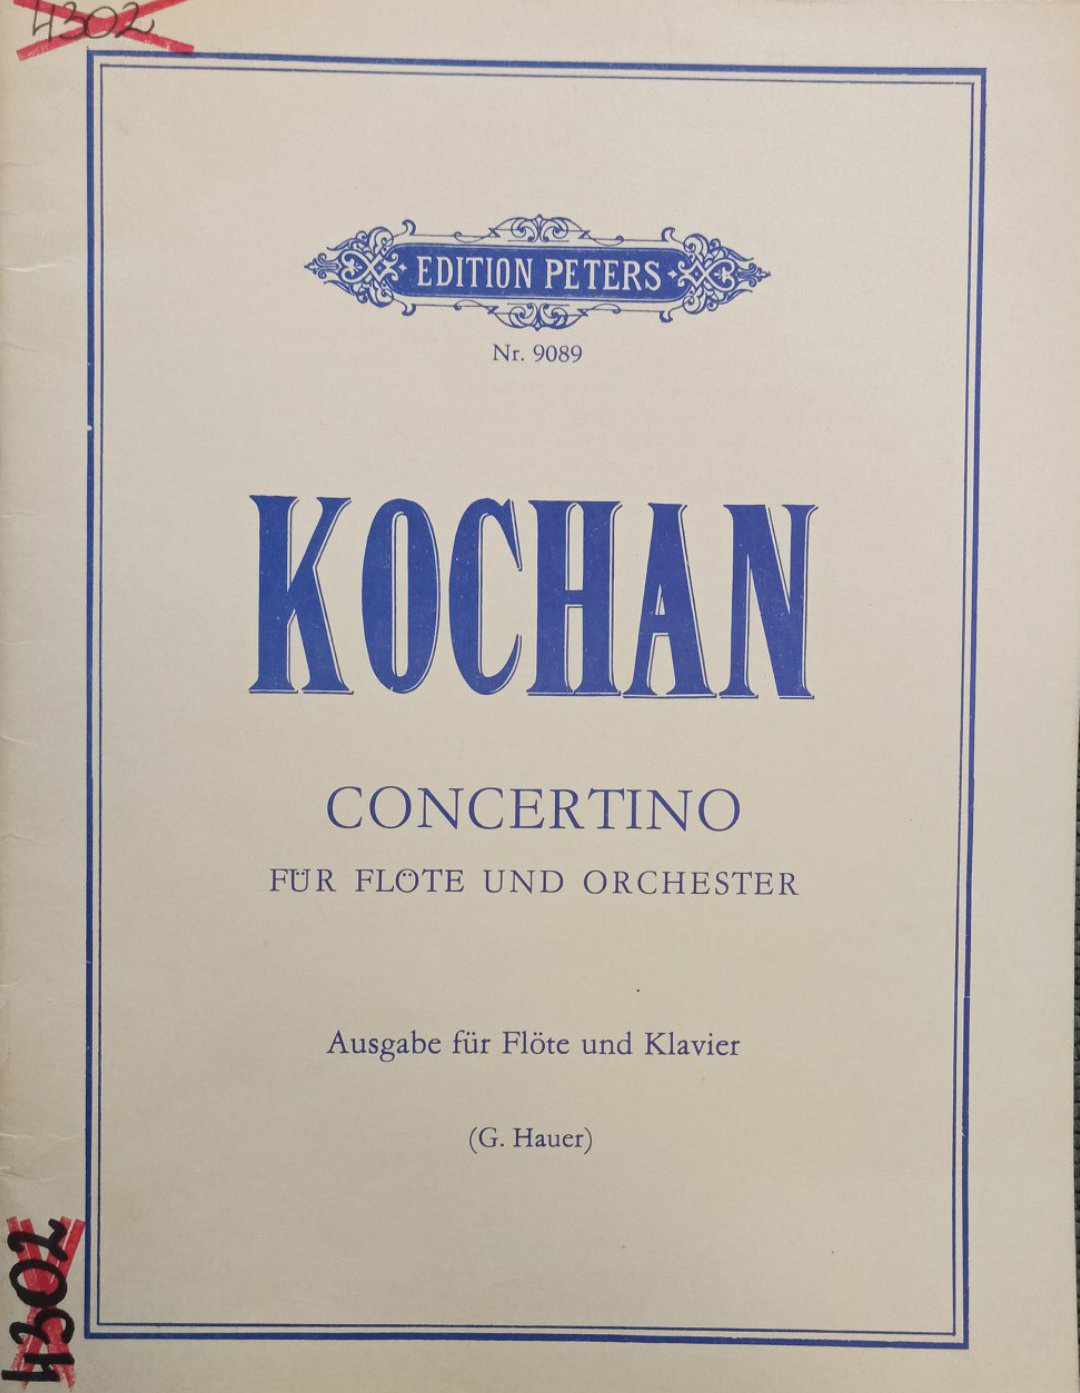 4302
EDITION PETERS
Nr. 9089
KOCHAN
CONCERTINO
FÜR FLÖTE UND ORCHESTER
Ausgabe für Flöte und Klavier
(G. Hauer)
4302